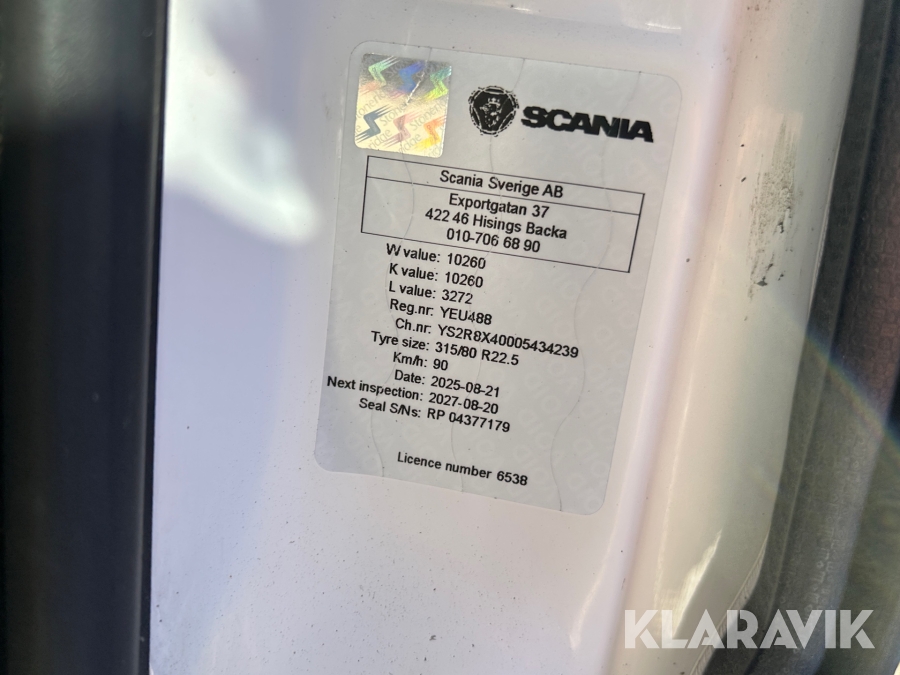 SCANIA
Scania Sverige AB
Exportgatan 37
422 46 Hisings Backa
010-706 68 90
W value: 10260
K value: 10260
L value: 3272
Reg.nr: YEU488
Ch.nr: YS2R8X40005434239
Tyre size: 315/80 R22.5
Km/h: 90
Date: 2025-08-21
Next inspection: 2027-08-20
Seal S/Ns: RP 04377179
Licence number 6538
KLARAVIK